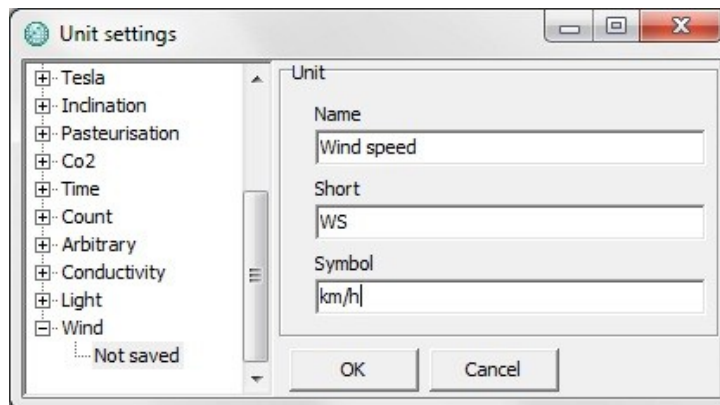 Unit settings
Tesla
Inclination
Pasteurisation
Co2
Time
Count
Arbitrary
Conductivity
Light
Wind
Not saved
Unit
Name
Wind speed
Short
WS
Symbol
km/h
OK
Cancel